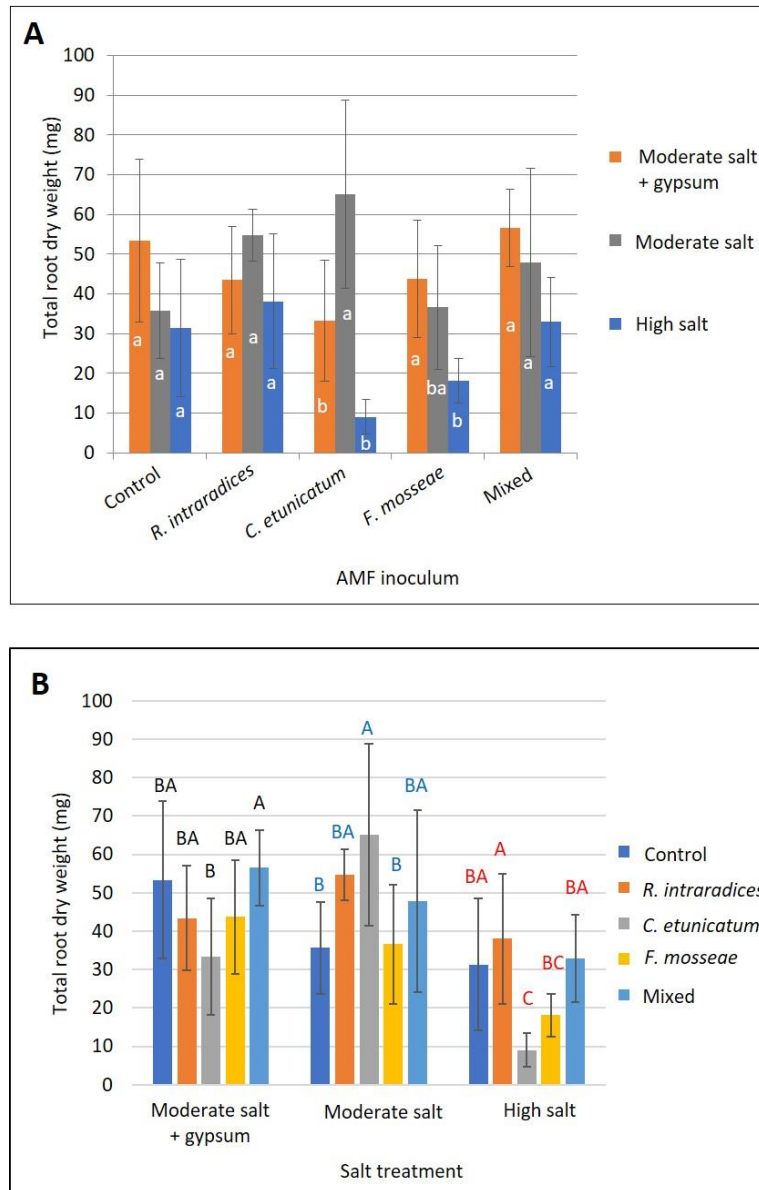 A
100
90
80
70
60
50
40
30
20
10
0
Total root dry weight (mg)
a
a
a
a
a
a
b
a
b
a
ba
b
a
a
a
Control
R. intraradices
C. etunicatum
F. mosseae
Mixed
AMF inoculum
Moderate salt
+ gypsum
Moderate salt
High salt
B
100
90
80
70
60
50
40
30
20
10
0
Total root dry weight (mg)
BA
BA
B
BA
A
B
BA
A
B
BA
BA
A
C
BC
BA
Moderate salt
+ gypsum
Moderate salt
High salt
Salt treatment
Control
R. intraradices
C. etunicatum
F. mosseae
Mixed